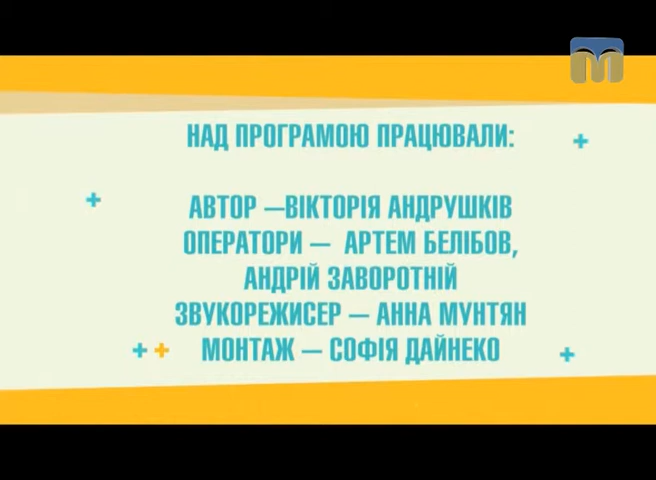 НАД ПРОГРАМОЮ ПРАЦЮВАЛИ:
АВТОР —ВІКТОРІЯ АНДРУШКІВ
ОПЕРАТОРИ — АРТЕМ БЕЛІБОВ,
АНДРІЙ ЗАВОРОТНІЙ
ЗВУКОРЕЖИСЕР — АННА МУНТЯН
МОНТАЖ — СОФІЯ ДАЙНЕКО